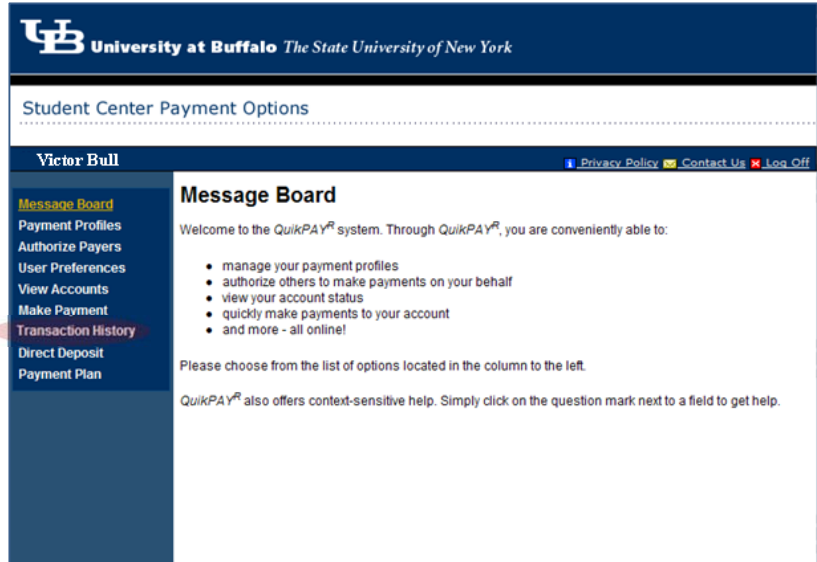 UB University at Buffalo The State University of New York
Student Center Payment Options
Victor Bull
Privacy Policy Contact Us Log Off
Message Board
Payment Profiles
Authorize Payers
User Preferences
View Accounts
Make Payment
Transaction History
Direct Deposit
Payment Plan
Message Board
Welcome to the QuikPAYR system. Through QuikPAYR, you are conveniently able to:
• manage your payment profiles
• authorize others to make payments on your behalf
• view your account status
• quickly make payments to your account
• and more - all online!
Please choose from the list of options located in the column to the left.
QuikPAYR also offers context-sensitive help. Simply click on the question mark next to a field to get help.